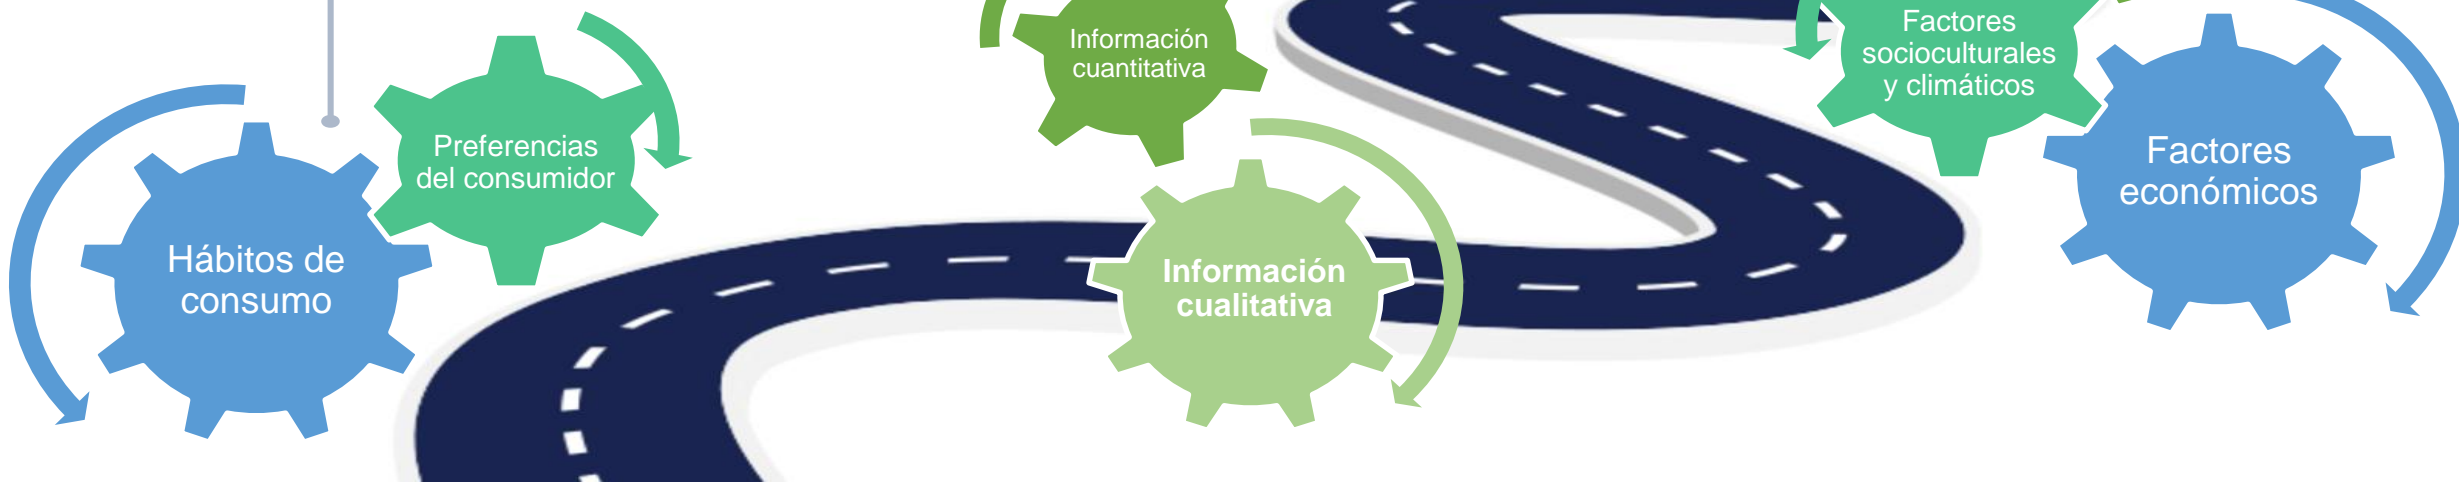 Hábitos de
consumo
Preferencias
del consumidor
Información
cuantitativa
Información
cualitativa
Factores
socioculturales
y climáticos
Factores
económicos